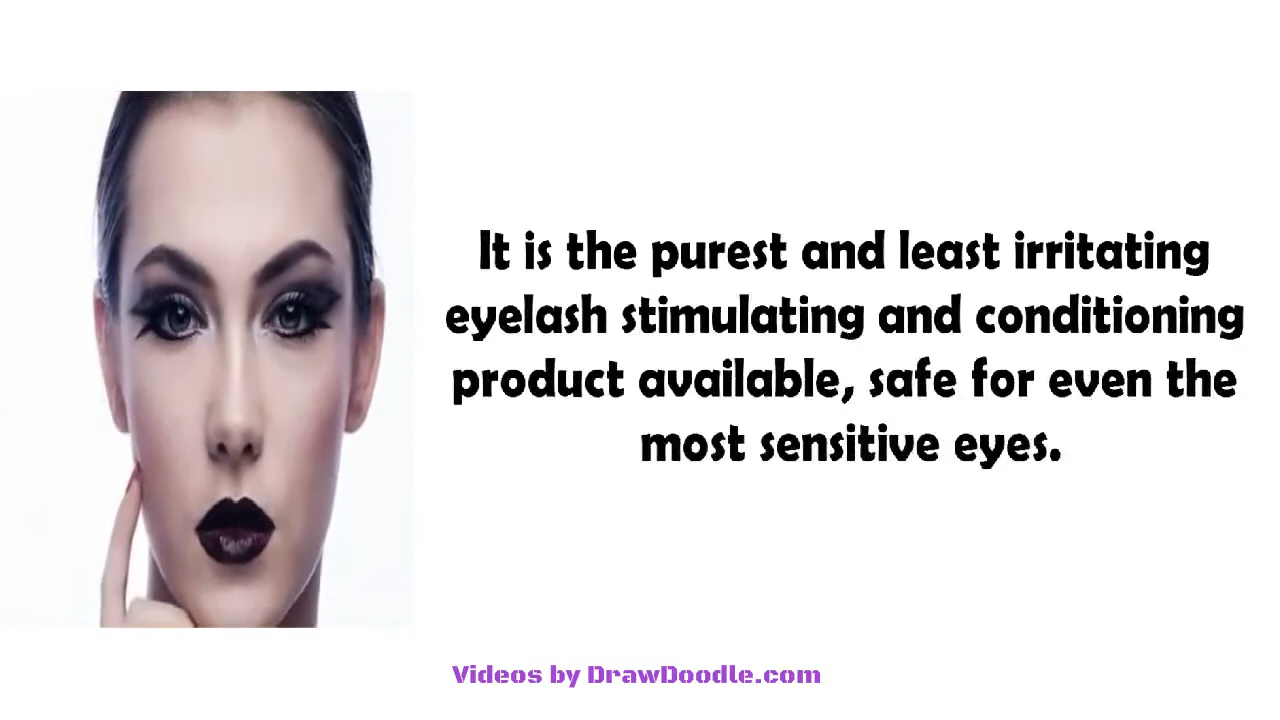 It is the purest and least irritating
eyelash stimulating and conditioning
product available, safe for even the
most sensitive eyes.
Videos by DrawDoodle.com